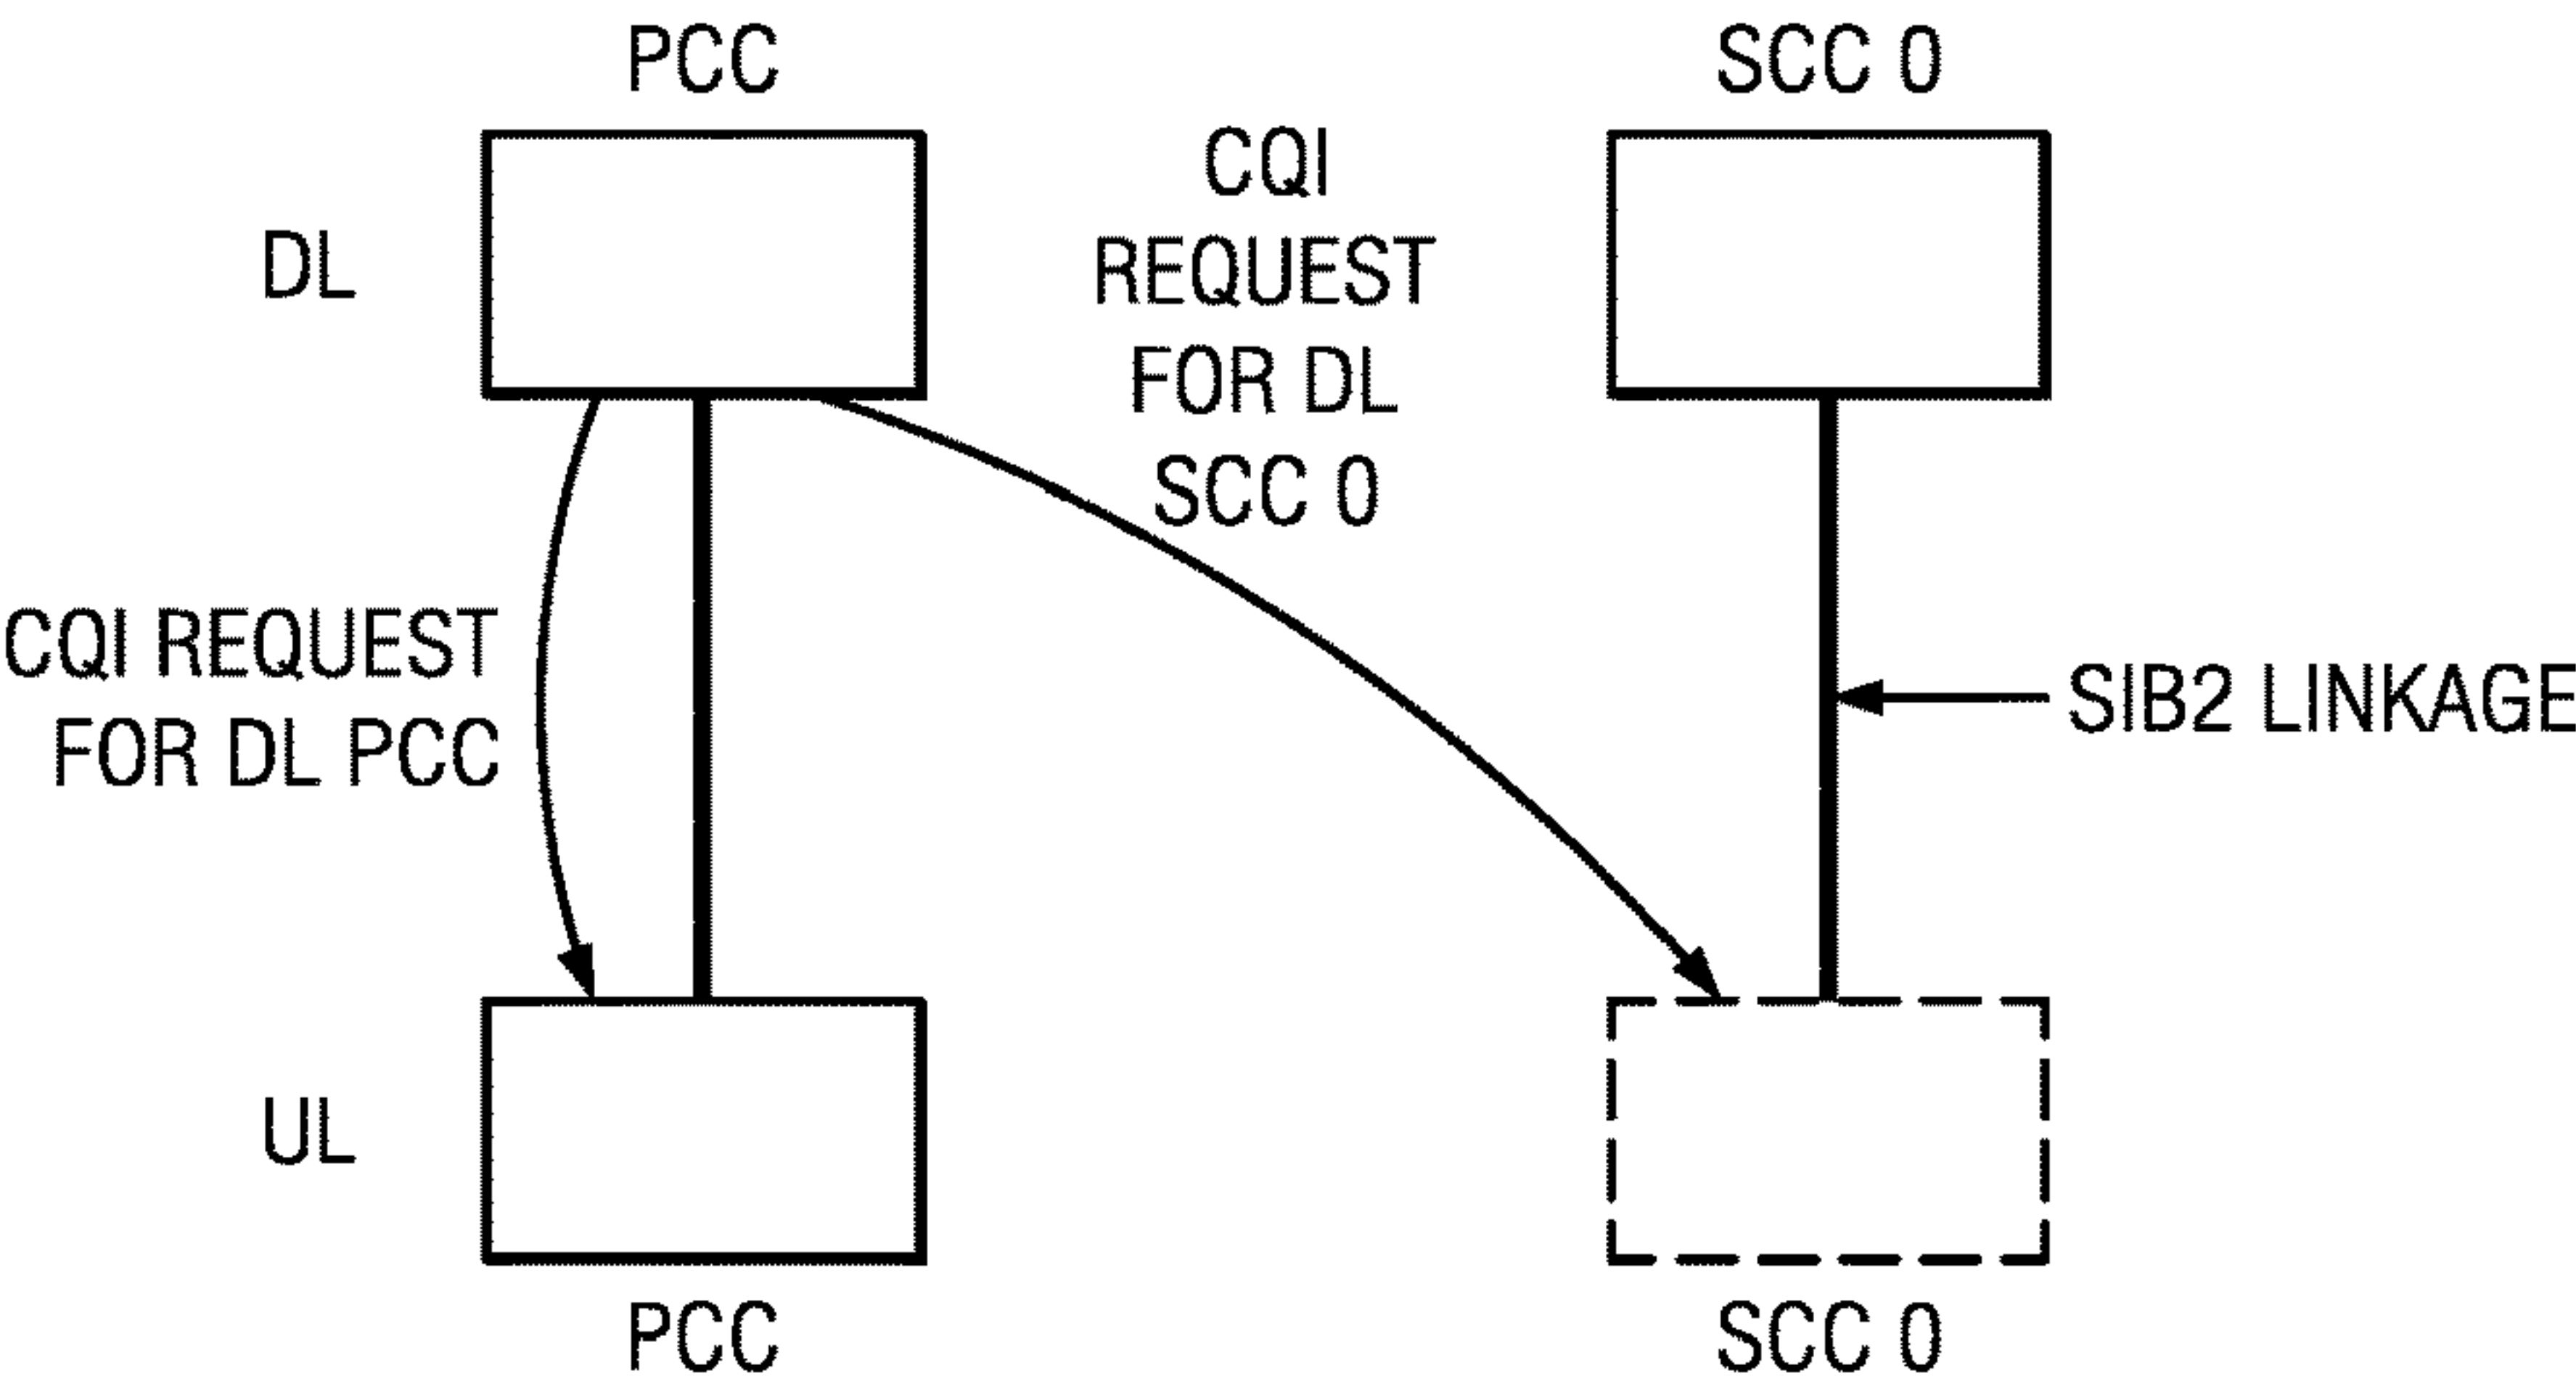 PCC
SCC 0
CQI
REQUEST
FOR DL
SCC 0
DL
CQI REQUEST
FOR DL PCC
SIB2 LINKAGE
UL
PCC
SCC 0